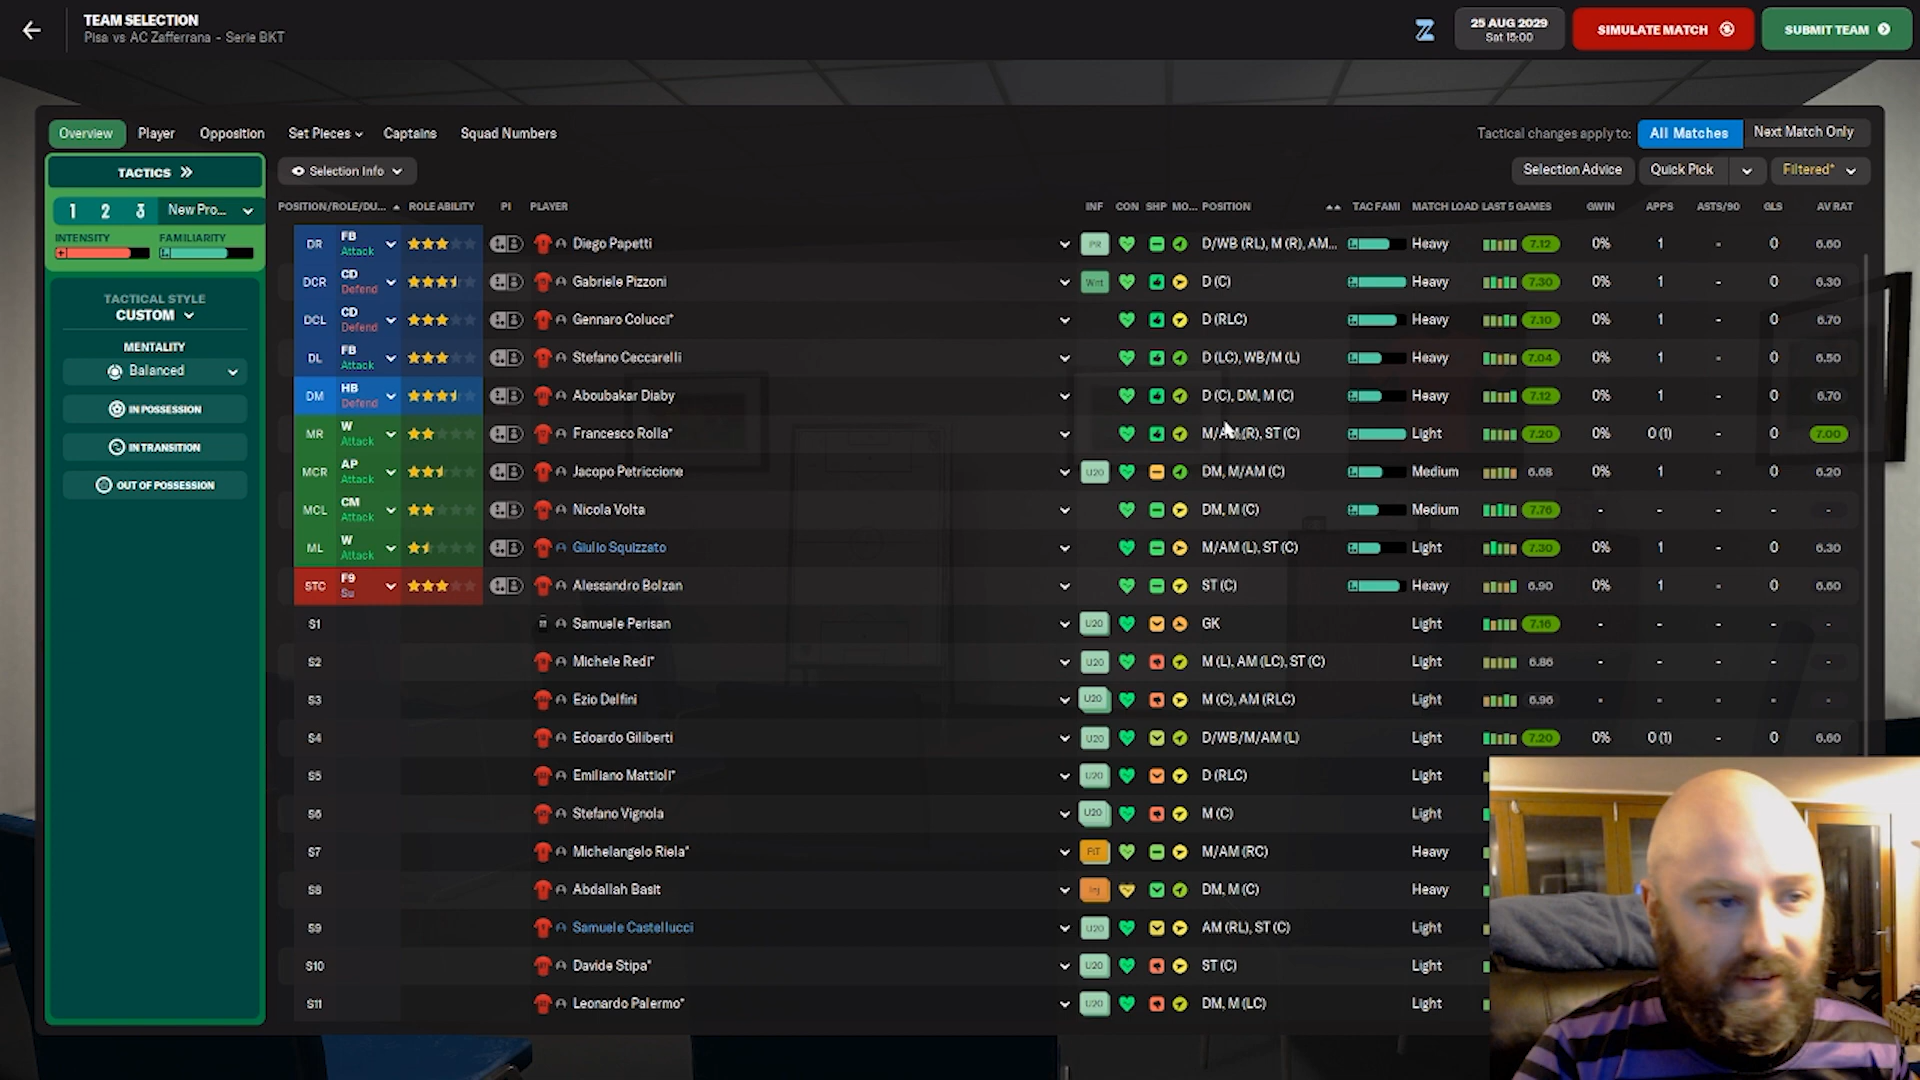 TEAM SELECTION
Pisa vs AC Zafferrana - Serie BKT
25 AUG 2029
Sat 15:00
SIMULATE MATCH
SUBMIT TEAM
Overview Player Opposition Set Pieces Captains Squad Numbers
Tactical changes apply to: All Matches Next Match Only
TACTICS
Selection Info
Selection Advice Quick Pick Filtered*
1 2 3 New Pro...
INTENSITY FAMILIARITY
TACTICAL STYLE
CUSTOM
MENTALITY
Balanced
IN POSSESSION
IN TRANSITION
OUT OF POSSESSION
POSITION/ROLE/DU... ROLE ABILITY PI PLAYER INF CON SHP MO... POSITION TAC FAMI MATCH LOAD LAST 5 GAMES GWIN APPS ASTS/90 GLS AV RAT
DR FB Attack Diego Papetti PR D/WB (RL), M (R), AM... Heavy 7.12 0% 1 - 0 6.60
DCR CD Defend Gabriele Pizzoni Wnt D (C) Heavy 7.30 0% 1 - 0 6.30
DCL CD Defend Gennaro Colucci* D (RLC) Heavy 7.10 0% 1 - 0 6.70
DL FB Attack Stefano Ceccarelli D (LC), WB/M (L) Heavy 7.04 0% 1 - 0 6.50
DM HB Defend Aboubakar Diaby D (C), DM, M (C) Heavy 7.12 0% 1 - 0 6.70
MR W Attack Francesco Rolla* M/AM (R), ST (C) Light 7.20 0% 0 (1) - 0 7.00
MCR AP Attack Jacopo Petriccione U20 DM, M/AM (C) Medium 6.68 0% 1 - 0 6.20
MCL CM Attack Nicola Volta DM, M (C) Medium 7.76 - - - - -
ML W Attack Giulio Squizzato M/AM (L), ST (C) Light 7.30 0% 1 - 0 6.30
STC F9 Su Alessandro Bolzan ST (C) Heavy 6.90 0% 1 - 0 6.60
S1 Samuele Perisan U20 GK Light 7.16 - - - - -
S2 Michele Redi* U20 M (L), AM (LC), ST (C) Light 6.86 - - - - -
S3 Ezio Delfini U20 M (C), AM (RLC) Light 6.96 - - - - -
S4 Edoardo Giliberti U20 D/WB/M/AM (L) Light 7.20 0% 0 (1) - 0 6.60
S5 Emiliano Mattioli* U20 D (RLC) Light
S6 Stefano Vignola U20 M (C) Light
S7 Michelangelo Riela* FIT M/AM (RC) Heavy
S8 Abdallah Basit Inj DM, M (C) Heavy
S9 Samuele Castellucci U20 AM (RL), ST (C) Light
S10 Davide Stipa* U20 ST (C) Light
S11 Leonardo Palermo* U20 DM, M (LC) Light